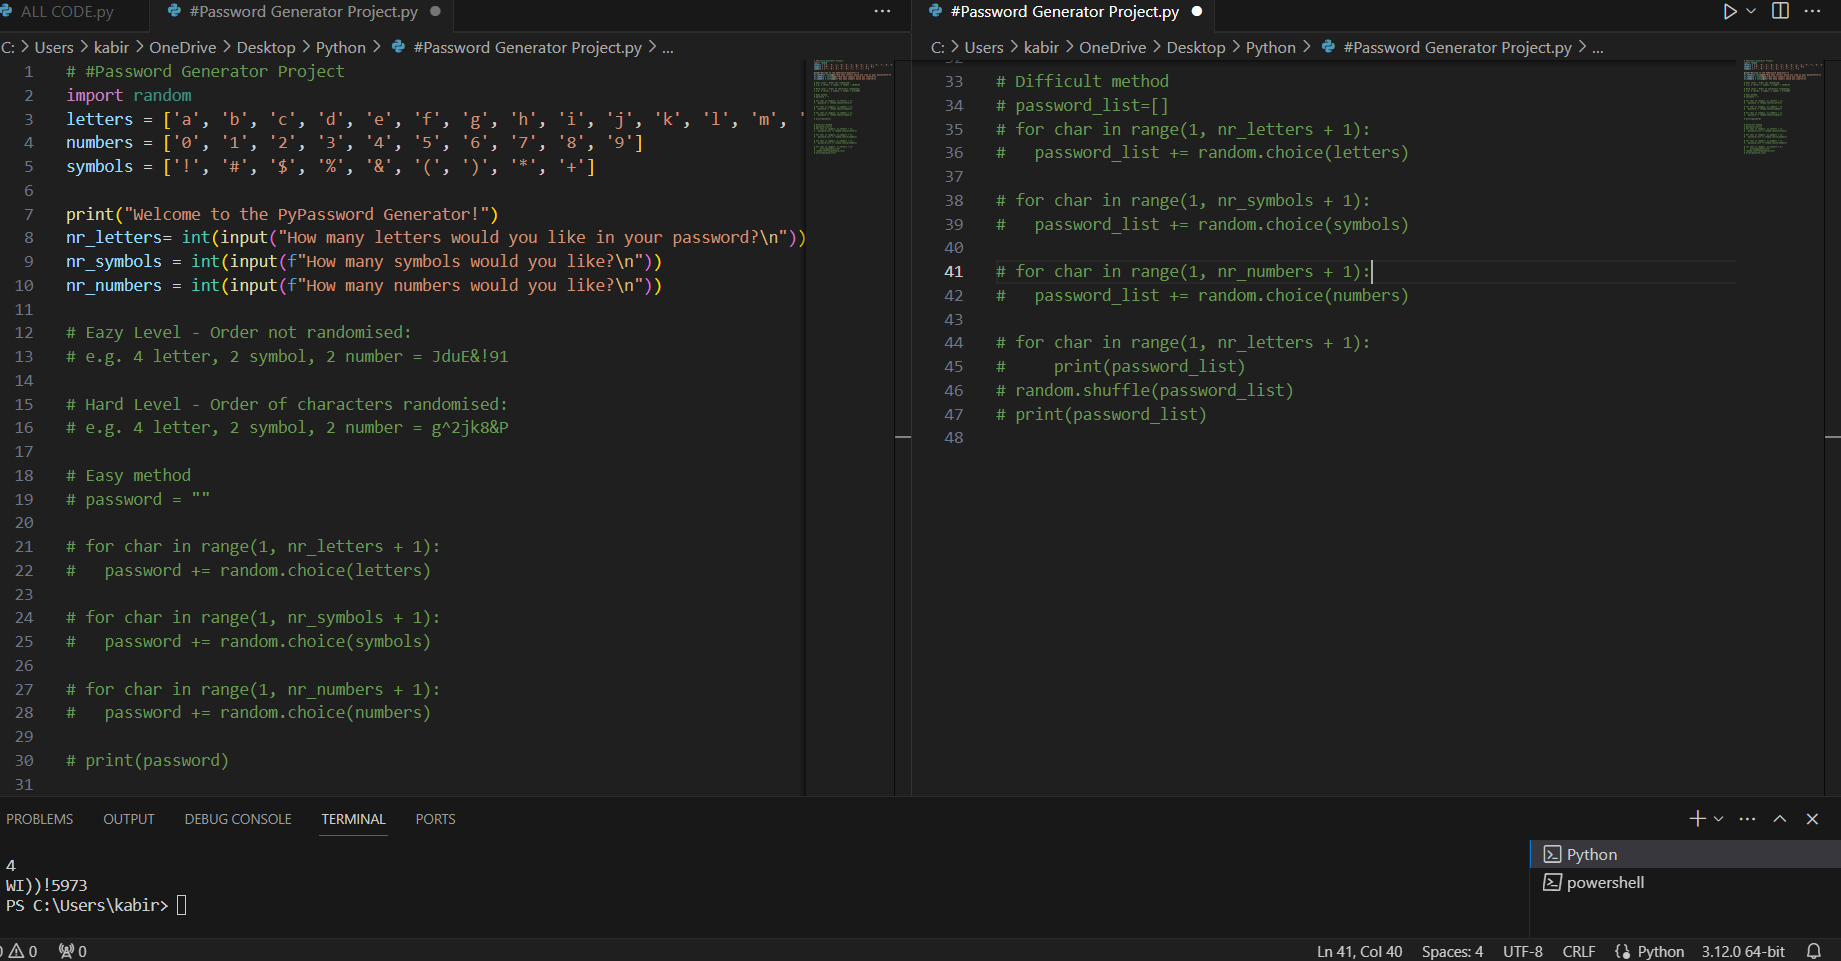 ALL CODE.py
#Password Generator Project.py
C: > Users > kabir > OneDrive > Desktop > Python > #Password Generator Project.py > ...
1 # #Password Generator Project
2 import random
3 letters = ['a', 'b', 'c', 'd', 'e', 'f', 'g', 'h', 'i', 'j', 'k', 'l', 'm', '
4 numbers = ['0', '1', '2', '3', '4', '5', '6', '7', '8', '9']
5 symbols = ['!', '#', '$', '%', '&', '(', ')', '*', '+']
6
7 print("Welcome to the PyPassword Generator!")
8 nr_letters= int(input("How many letters would you like in your password?\n"))
9 nr_symbols = int(input(f"How many symbols would you like?\n"))
10 nr_numbers = int(input(f"How many numbers would you like?\n"))
11
12 # Eazy Level - Order not randomised:
13 # e.g. 4 letter, 2 symbol, 2 number = JduE&!91
14
15 # Hard Level - Order of characters randomised:
16 # e.g. 4 letter, 2 symbol, 2 number = g^2jk8&P
17
18 # Easy method
19 # password = ""
20
21 # for char in range(1, nr_letters + 1):
22 #   password += random.choice(letters)
23
24 # for char in range(1, nr_symbols + 1):
25 #   password += random.choice(symbols)
26
27 # for char in range(1, nr_numbers + 1):
28 #   password += random.choice(numbers)
29
30 # print(password)
31
#Password Generator Project.py
C: > Users > kabir > OneDrive > Desktop > Python > #Password Generator Project.py > ...
32
33 # Difficult method
34 # password_list=[]
35 # for char in range(1, nr_letters + 1):
36 #   password_list += random.choice(letters)
37
38 # for char in range(1, nr_symbols + 1):
39 #   password_list += random.choice(symbols)
40
41 # for char in range(1, nr_numbers + 1):
42 #   password_list += random.choice(numbers)
43
44 # for char in range(1, nr_letters + 1):
45 #     print(password_list)
46 # random.shuffle(password_list)
47 # print(password_list)
48
PROBLEMS OUTPUT DEBUG CONSOLE TERMINAL PORTS
4
WI))!5973
PS C:\Users\kabir>
Python
powershell
0 0 0
Ln 41, Col 40 Spaces: 4 UTF-8 CRLF Python 3.12.0 64-bit